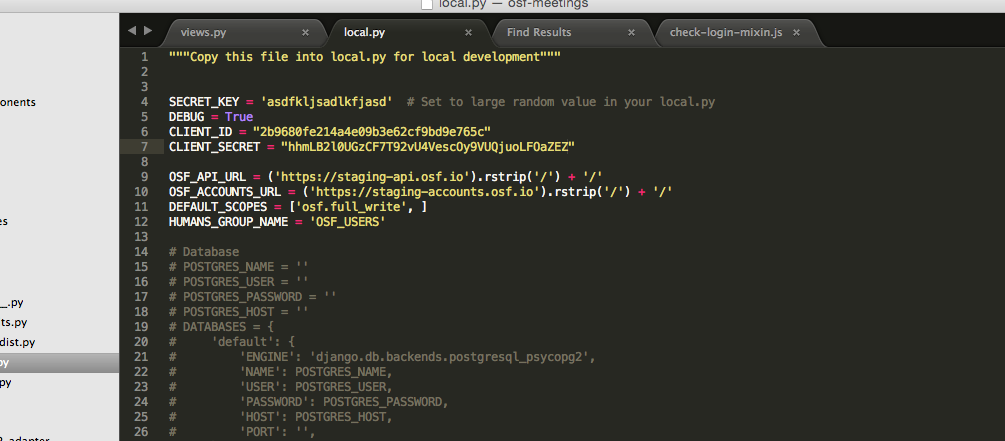 local.py — osf-meetings
views.py × local.py × Find Results × check-login-mixin.js ×
onents
es
__.py
ts.py
dist.py
py
py
1 """Copy this file into local.py for local development"""
2
3
4 SECRET_KEY = 'asdfkljsadlkfjasd' # Set to large random value in your local.py
5 DEBUG = True
6 CLIENT_ID = "2b9680fe214a4e09b3e62cf9bd9e765c"
7 CLIENT_SECRET = "hhmLB2l0UGzCF7T92vU4VescOy9VUQjuoLFOaZEZ"
8
9 OSF_API_URL = ('https://staging-api.osf.io').rstrip('/') + '/'
10 OSF_ACCOUNTS_URL = ('https://staging-accounts.osf.io').rstrip('/') + '/'
11 DEFAULT_SCOPES = ['osf.full_write', ]
12 HUMANS_GROUP_NAME = 'OSF_USERS'
13
14 # Database
15 # POSTGRES_NAME = ''
16 # POSTGRES_USER = ''
17 # POSTGRES_PASSWORD = ''
18 # POSTGRES_HOST = ''
19 # DATABASES = {
20 #     'default': {
21 #         'ENGINE': 'django.db.backends.postgresql_psycopg2',
22 #         'NAME': POSTGRES_NAME,
23 #         'USER': POSTGRES_USER,
24 #         'PASSWORD': POSTGRES_PASSWORD,
25 #         'HOST': POSTGRES_HOST,
26 #         'PORT': '',